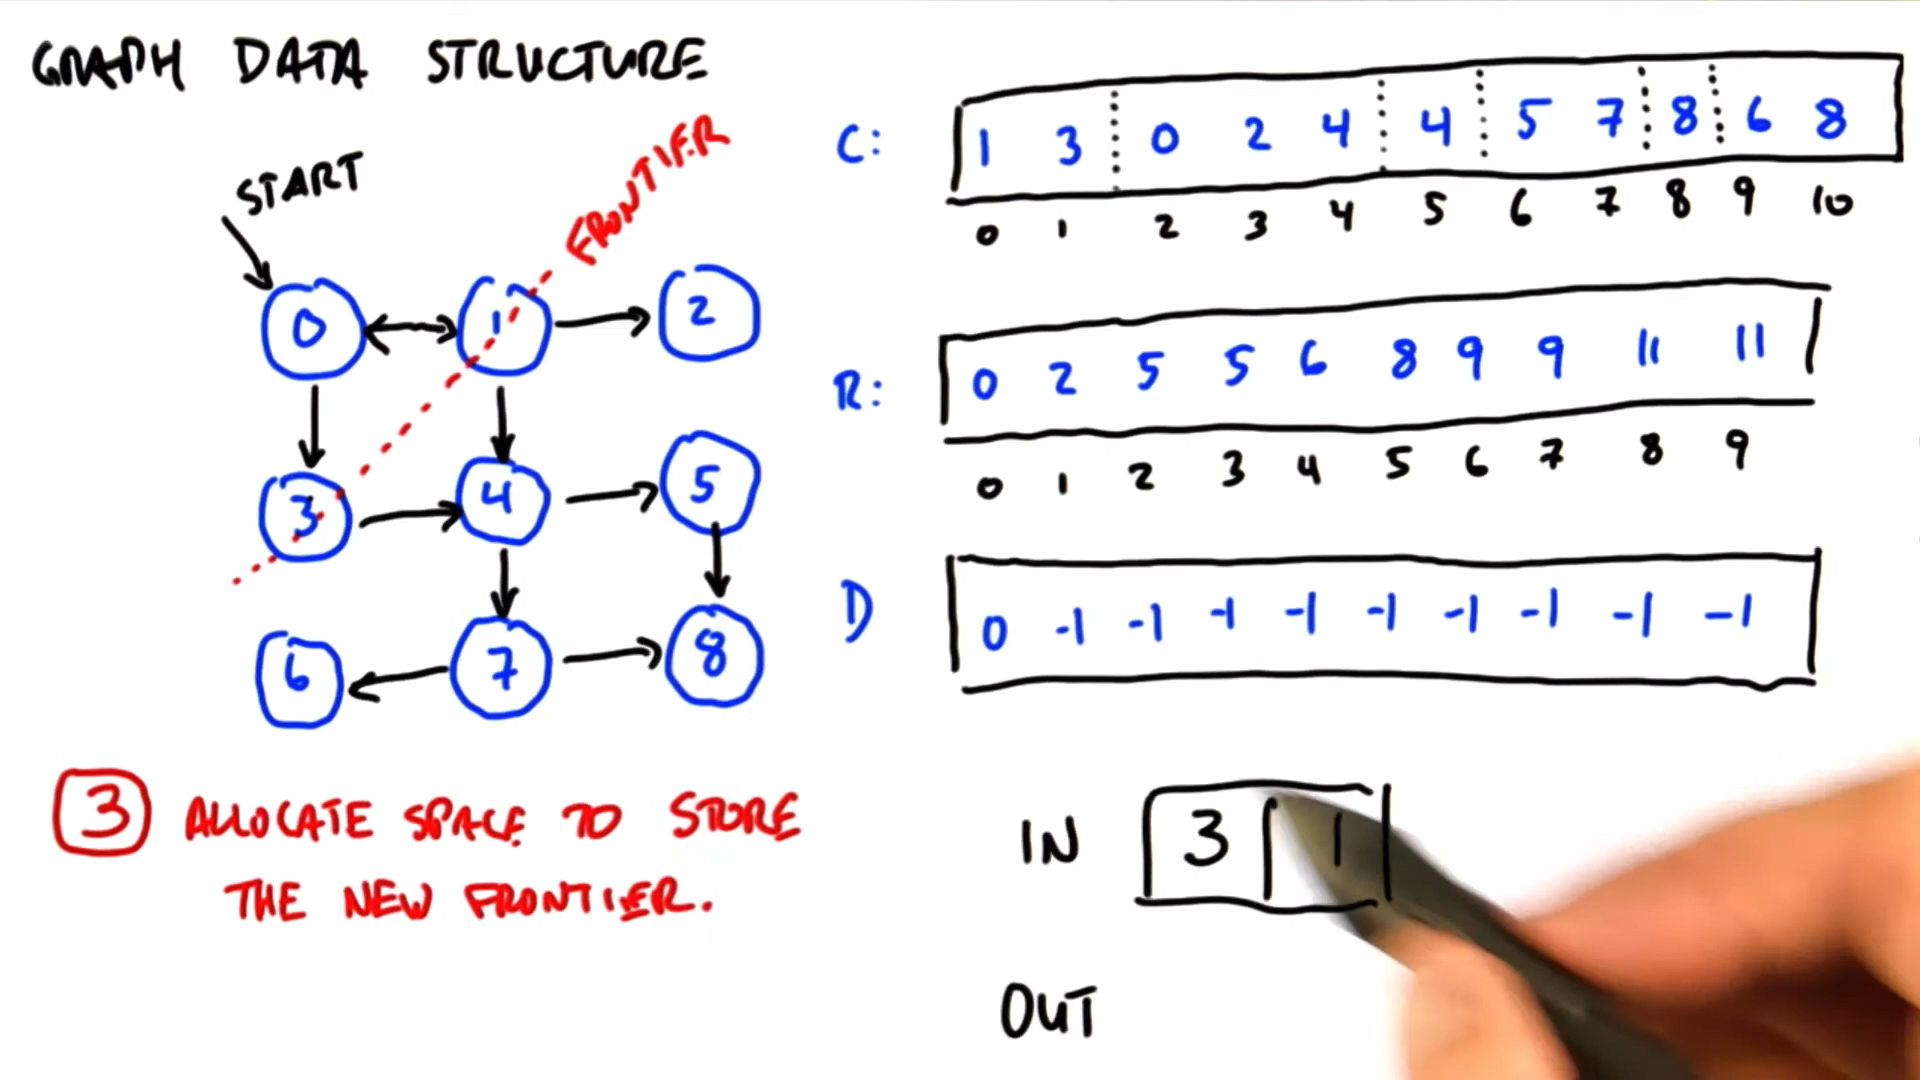 GRAPH DATA STRUCTURE
START
FRONTIER
0 1 2
3 4 5
6 7 8
3 ALLOCATE SPACE TO STORE
THE NEW FRONTIER.
C: 1 3 0 2 4 4 5 7 8 6 8
0 1 2 3 4 5 6 7 8 9 10
R: 0 2 5 5 6 8 9 9 11 11
0 1 2 3 4 5 6 7 8 9
D 0 -1 -1 -1 -1 -1 -1 -1 -1 -1
IN 3 1
OUT